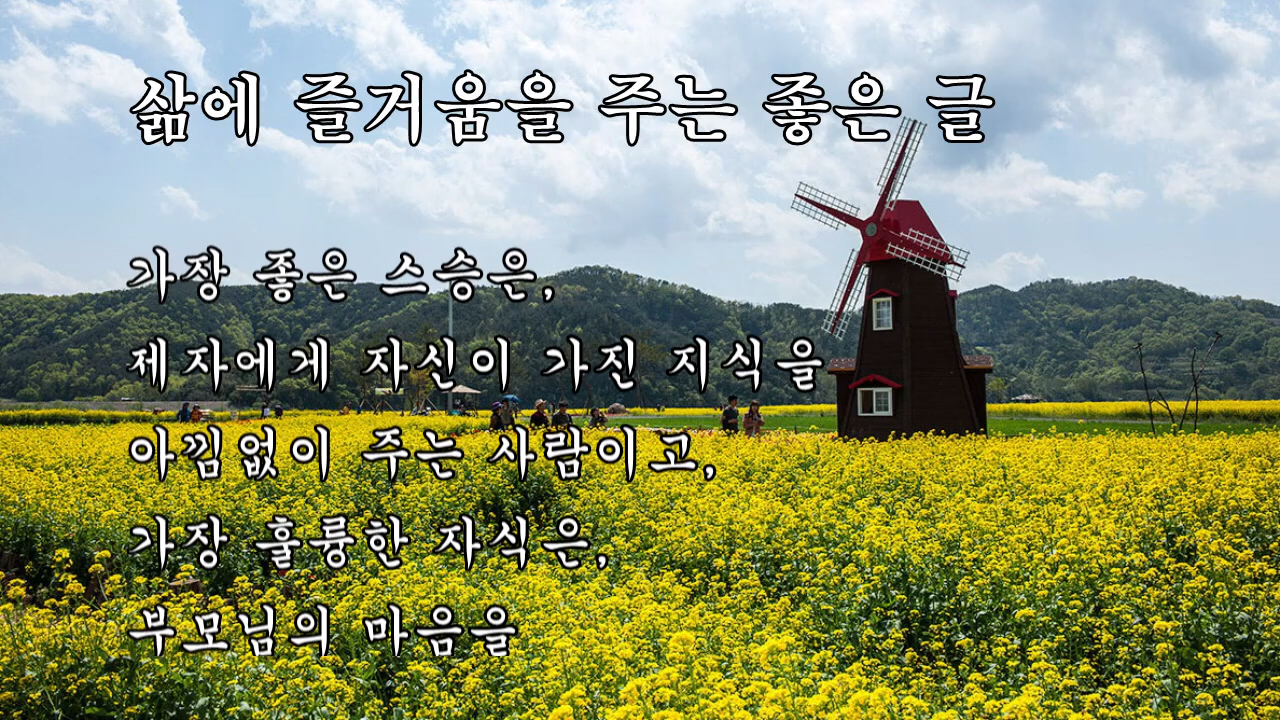 삶에 즐거움을 주는 좋은 글
가장 좋은 스승은,
제자에게 자신이 가진 지식을
아낌없이 주는 사람이고,
가장 훌륭한 자식은,
부모님의 마음을